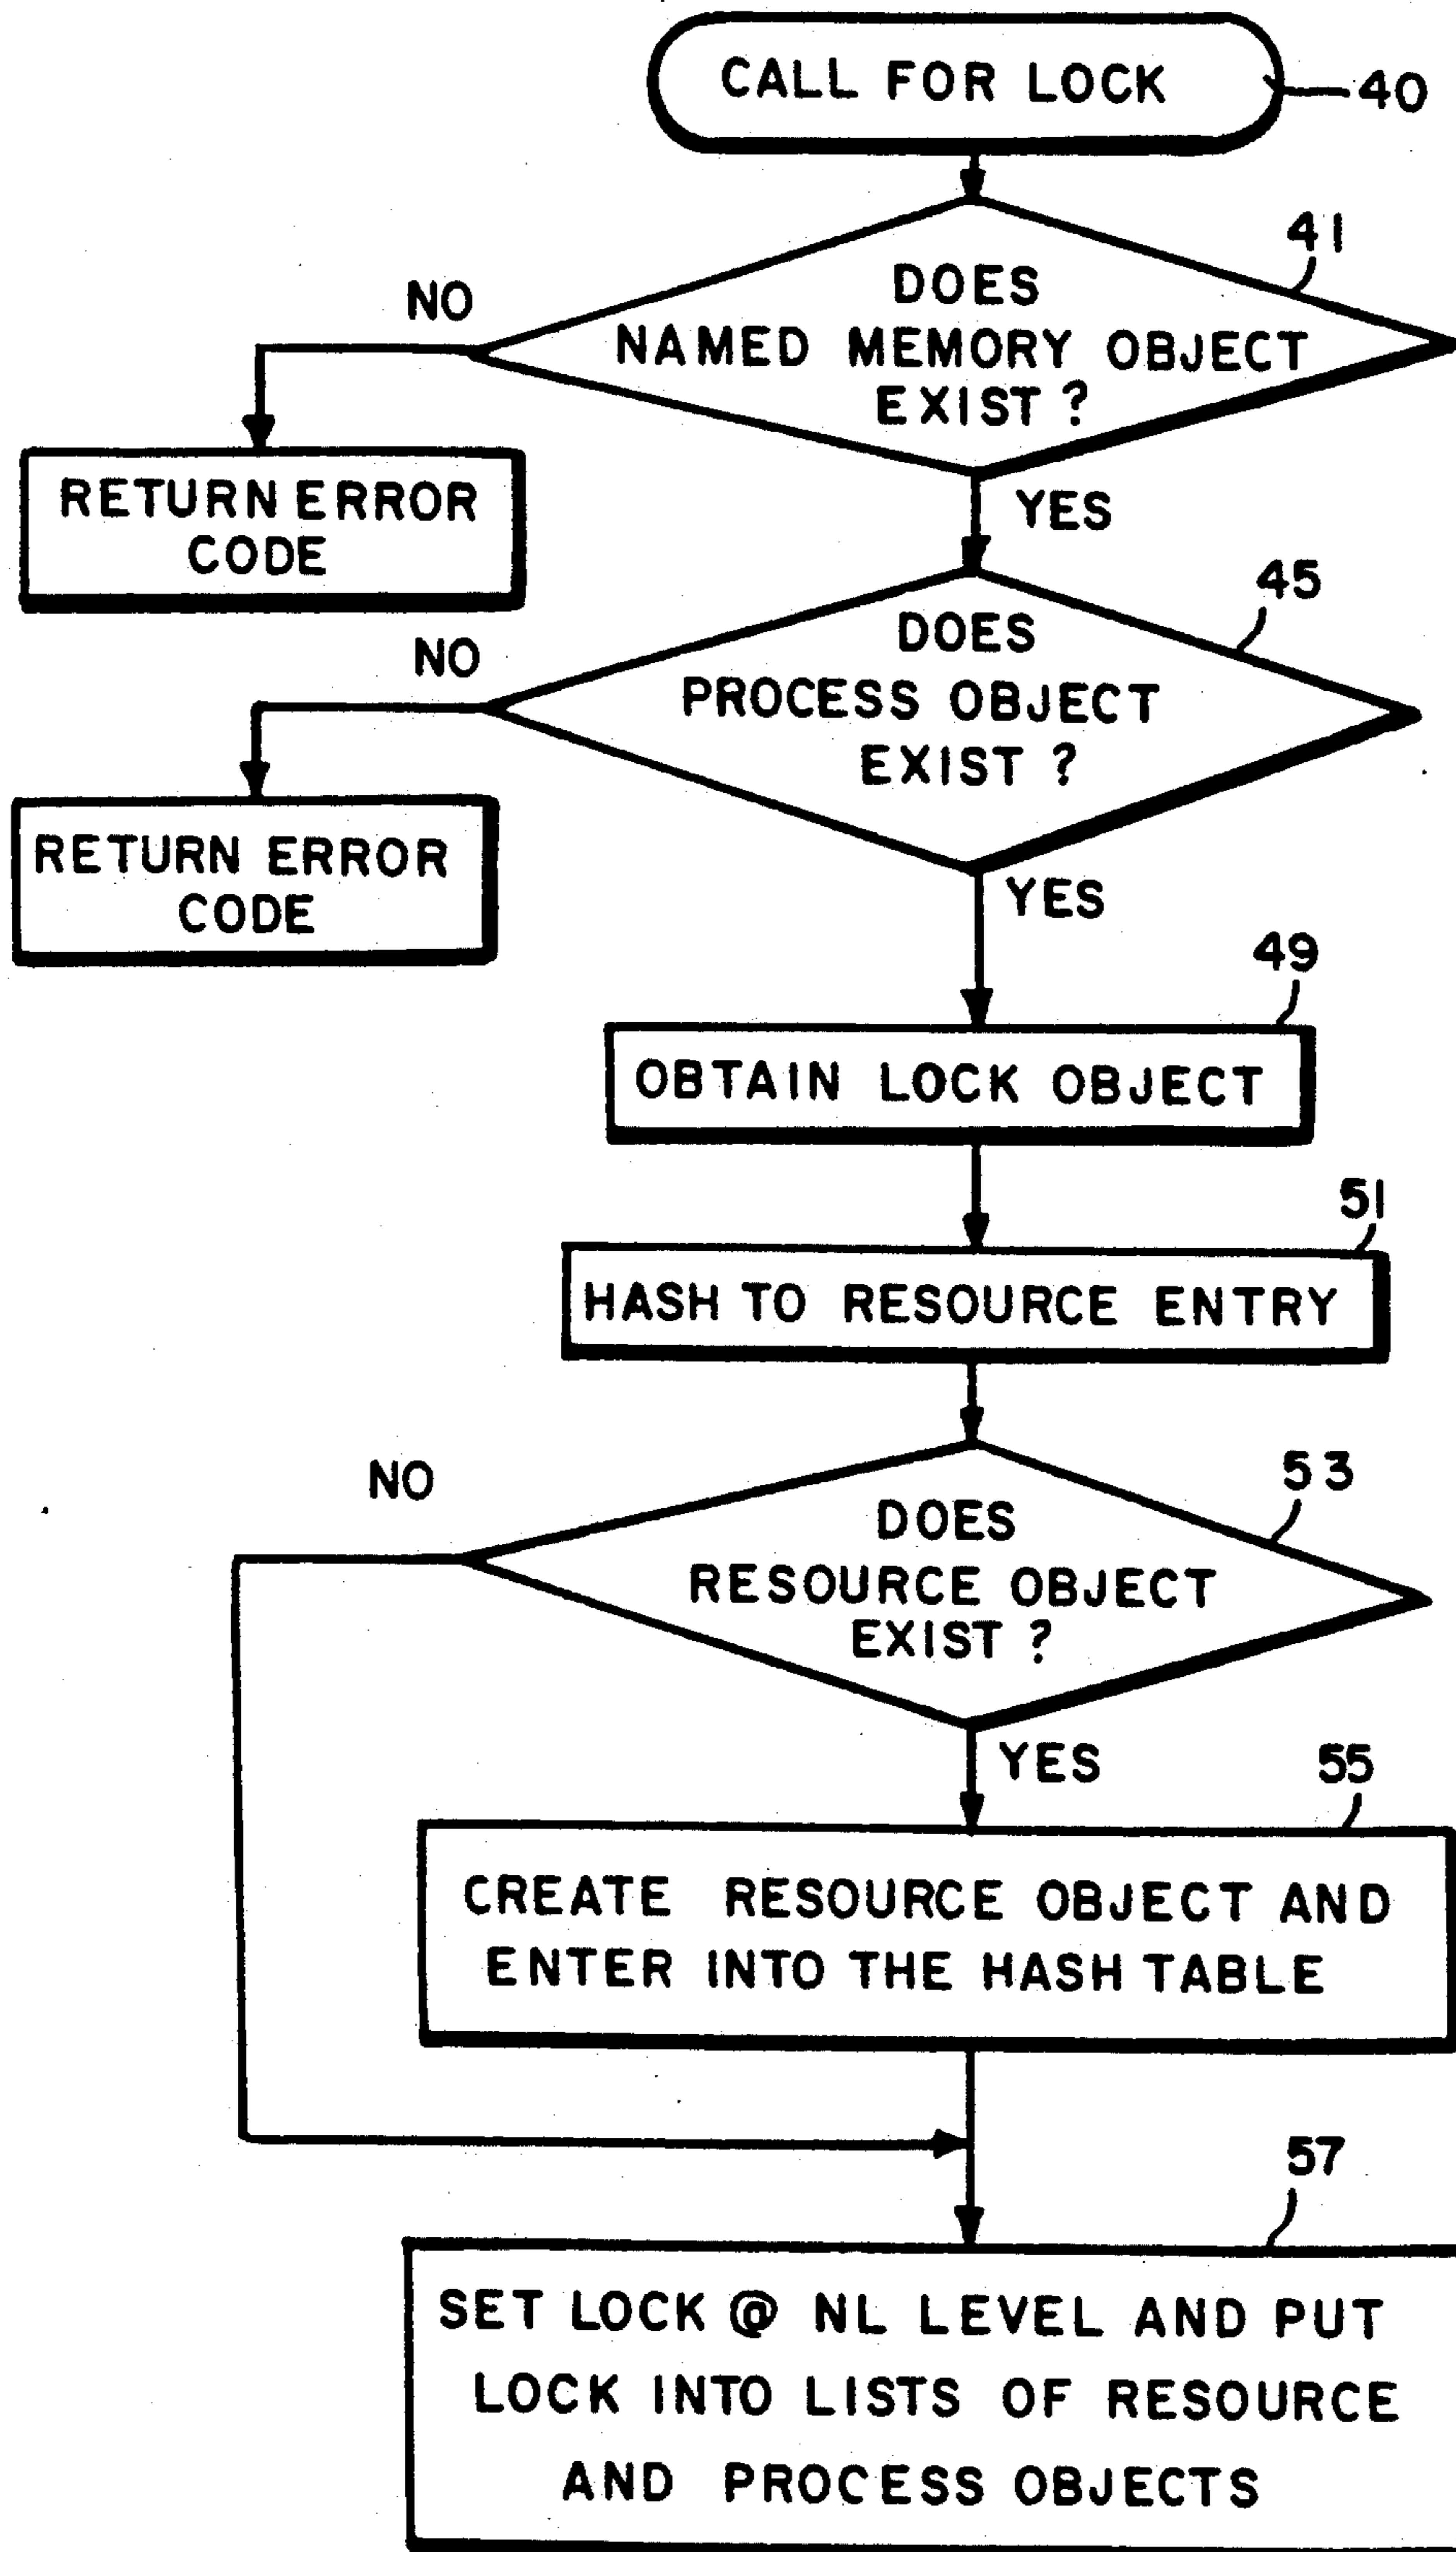 CALL FOR LOCK
40
41
DOES
NAMED MEMORY OBJECT
EXIST ?
NO
RETURN ERROR
CODE
YES
45
DOES
PROCESS OBJECT
EXIST ?
NO
RETURN ERROR
CODE
YES
49
OBTAIN LOCK OBJECT
51
HASH TO RESOURCE ENTRY
53
NO
DOES
RESOURCE OBJECT
EXIST ?
YES
55
CREATE RESOURCE OBJECT AND
ENTER INTO THE HASH TABLE
57
SET LOCK @ NL LEVEL AND PUT
LOCK INTO LISTS OF RESOURCE
AND PROCESS OBJECTS